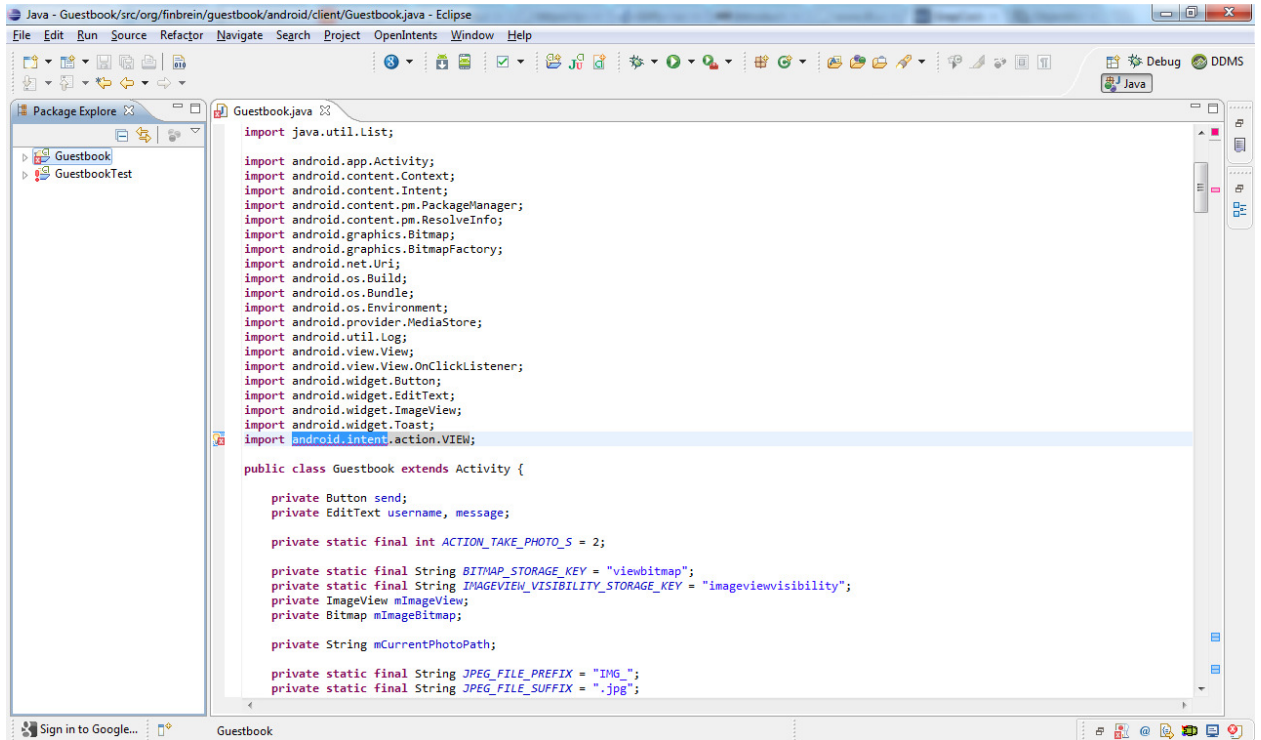 Java - Guestbook/src/org/finbrein/guestbook/android/client/Guestbook.java - Eclipse
File Edit Run Source Refactor Navigate Search Project OpenIntents Window Help
Debug DDMS
Java
Package Explore
Guestbook.java
Guestbook
GuestbookTest
import java.util.List;
import android.app.Activity;
import android.content.Context;
import android.content.Intent;
import android.content.pm.PackageManager;
import android.content.pm.ResolveInfo;
import android.graphics.Bitmap;
import android.graphics.BitmapFactory;
import android.net.Uri;
import android.os.Build;
import android.os.Bundle;
import android.os.Environment;
import android.provider.MediaStore;
import android.util.Log;
import android.view.View;
import android.view.View.OnClickListener;
import android.widget.Button;
import android.widget.EditText;
import android.widget.ImageView;
import android.widget.Toast;
import android.intent.action.VIEW;
public class Guestbook extends Activity {
private Button send;
private EditText username, message;
private static final int ACTION_TAKE_PHOTO_S = 2;
private static final String BITMAP_STORAGE_KEY = "viewbitmap";
private static final String IMAGEVIEW_VISIBILITY_STORAGE_KEY = "imageviewvisibility";
private ImageView mImageView;
private Bitmap mImageBitmap;
private String mCurrentPhotoPath;
private static final String JPEG_FILE_PREFIX = "IMG_";
private static final String JPEG_FILE_SUFFIX = ".jpg";
Sign in to Google...
Guestbook